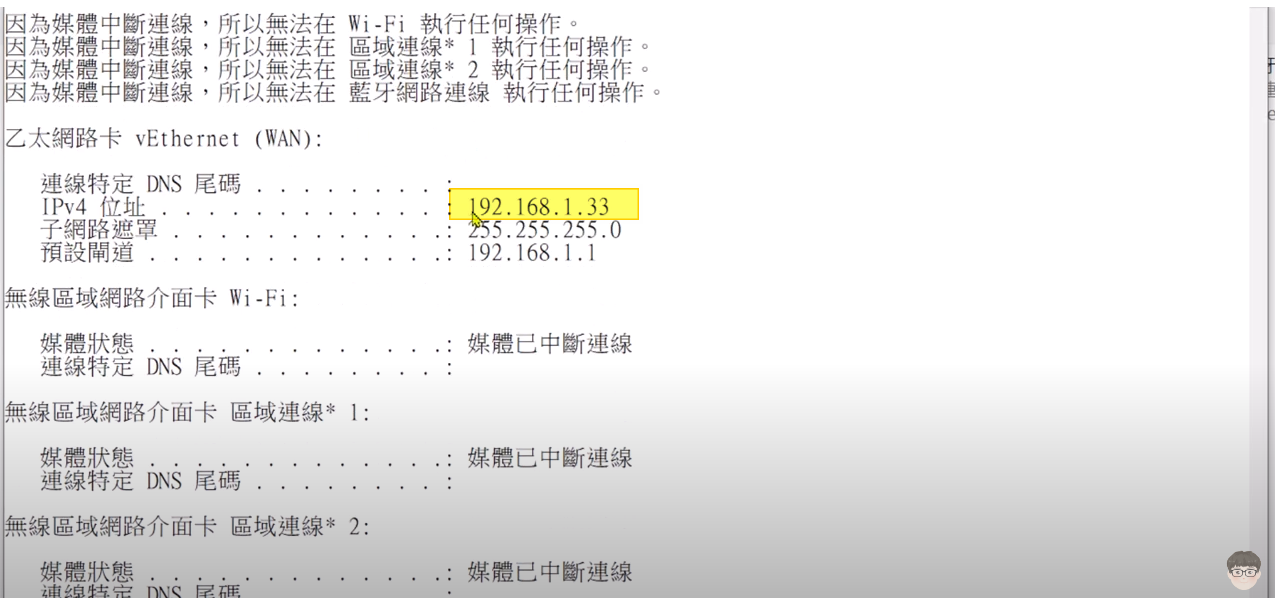 因為媒體中斷連線，所以無法在 Wi-Fi 執行任何操作。
因為媒體中斷連線，所以無法在 區域連線* 1 執行任何操作。
因為媒體中斷連線，所以無法在 區域連線* 2 執行任何操作。
因為媒體中斷連線，所以無法在 藍牙網路連線 執行任何操作。
乙太網路卡 vEthernet (WAN):
連線特定 DNS 尾碼 . . . . . . . . :
IPv4 位址 . . . . . . . . . . . . : 192.168.1.33
子網路遮罩 . . . . . . . . . . . .: 255.255.255.0
預設閘道 . . . . . . . . . . . . .: 192.168.1.1
無線區域網路介面卡 Wi-Fi:
媒體狀態 . . . . . . . . . . . . .: 媒體已中斷連線
連線特定 DNS 尾碼 . . . . . . . . :
無線區域網路介面卡 區域連線* 1:
媒體狀態 . . . . . . . . . . . . .: 媒體已中斷連線
連線特定 DNS 尾碼 . . . . . . . . :
無線區域網路介面卡 區域連線* 2:
媒體狀態 . . . . . . . . . . . . .: 媒體已中斷連線
連線特定 DNS 尾碼 . . . . . . . . :